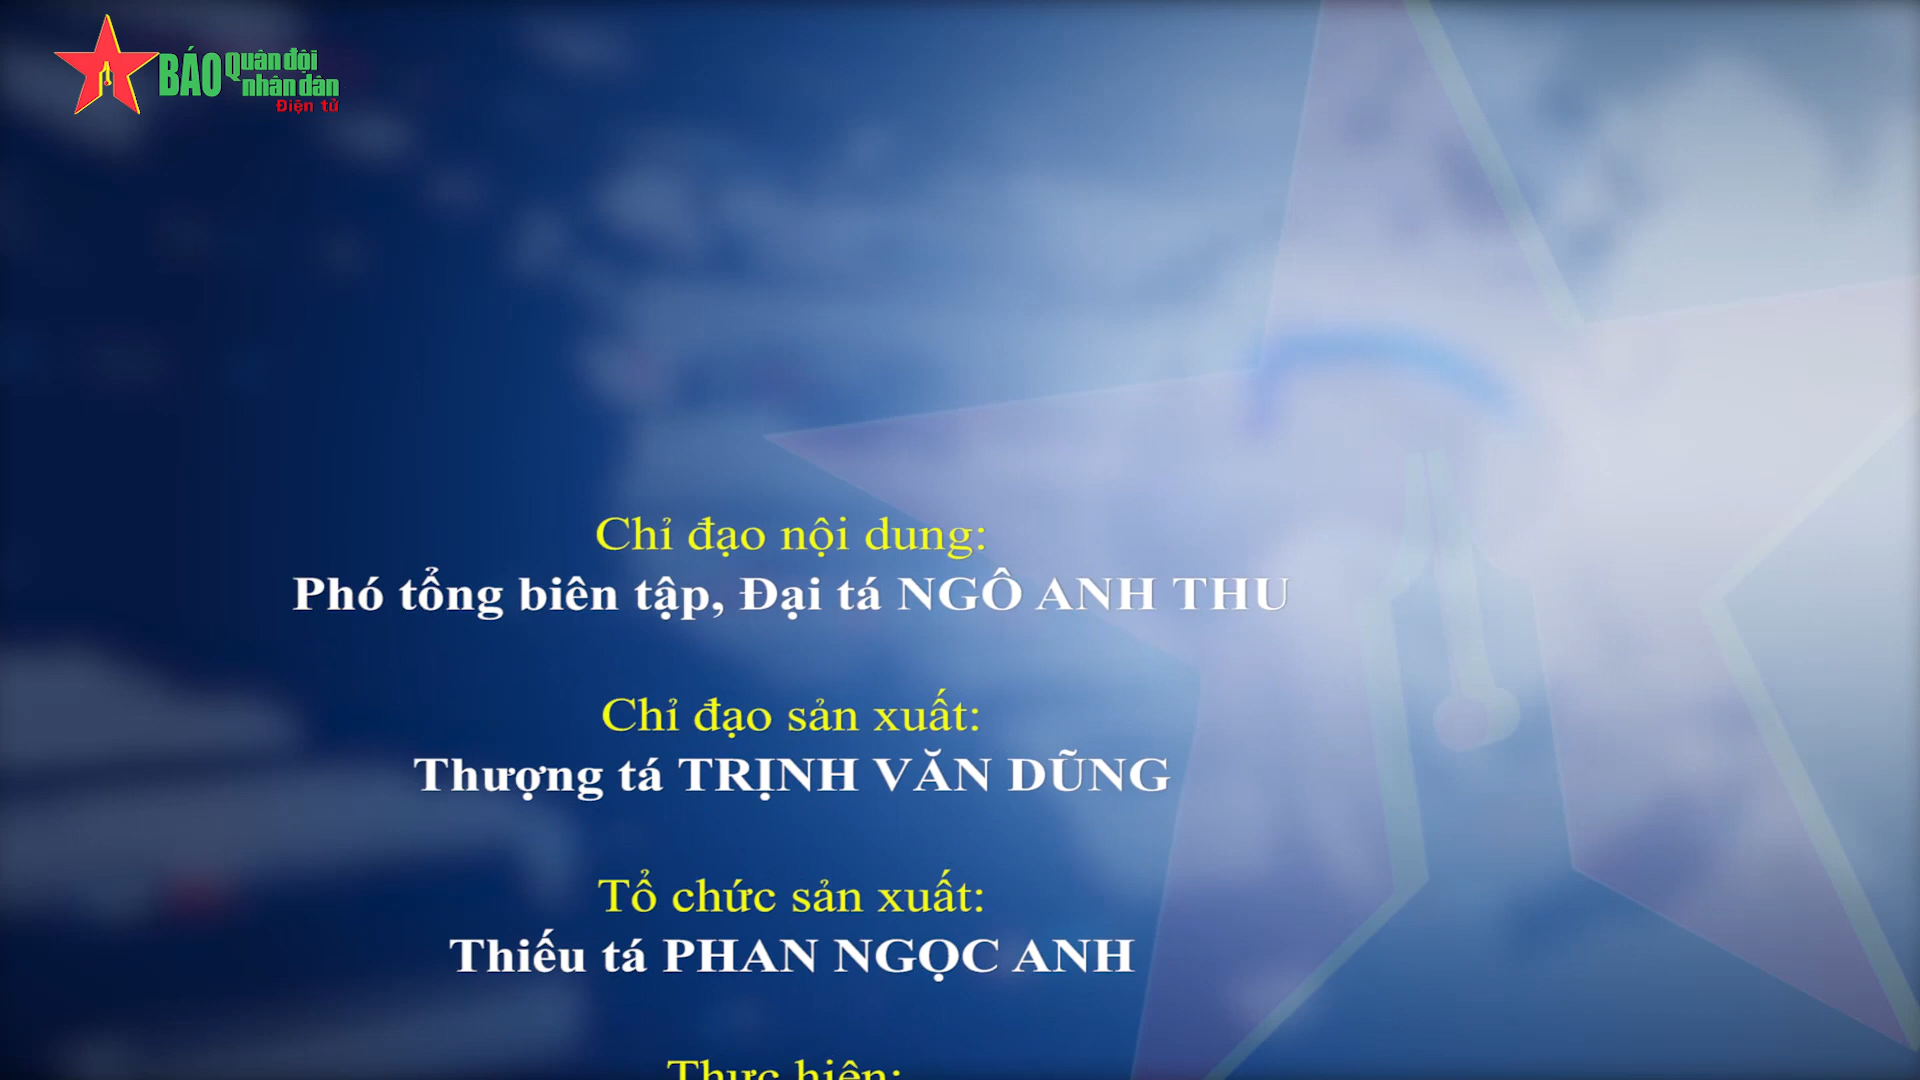 BÁO Quân đội
nhân dân
Điện tử
Chỉ đạo nội dung:
Phó tổng biên tập, Đại tá NGÔ ANH THU
Chỉ đạo sản xuất:
Thượng tá TRỊNH VĂN DŨNG
Tổ chức sản xuất:
Thiếu tá PHAN NGỌC ANH
Thực hiện: